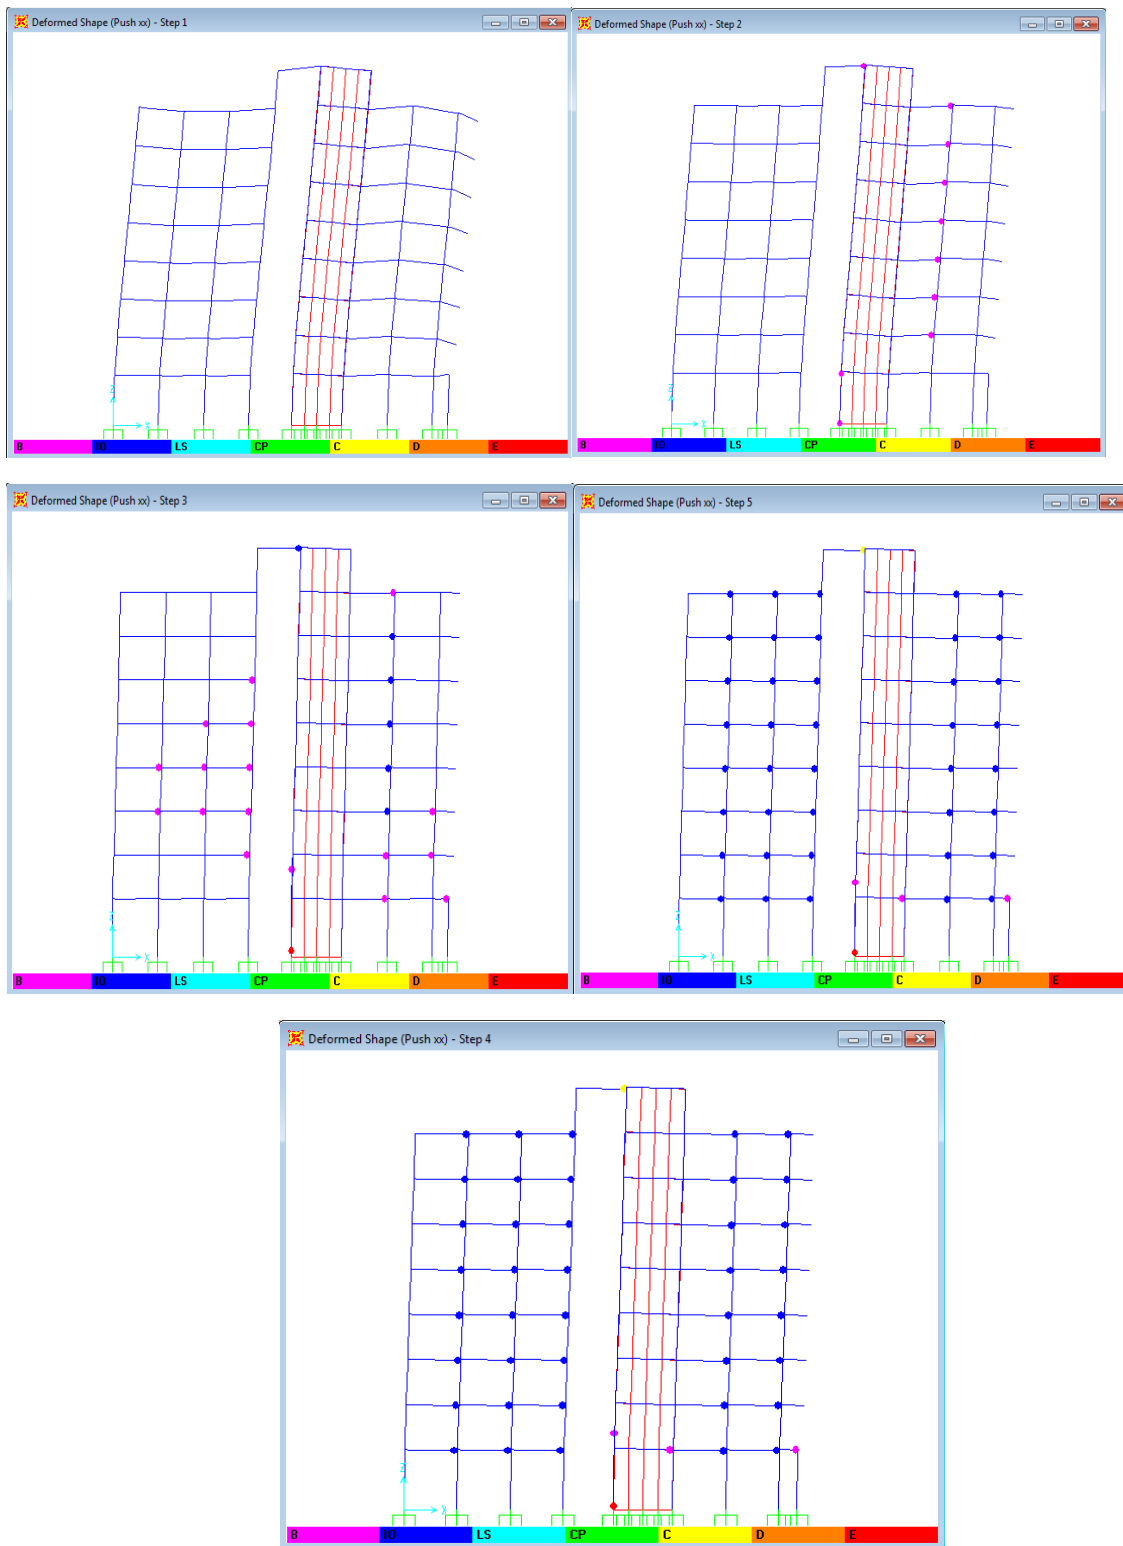 Deformed Shape (Push xx) - Step 1
Z
X
B IO LS CP C D E
Deformed Shape (Push xx) - Step 2
Z
X
B IO LS CP C D E
Deformed Shape (Push xx) - Step 3
Z
X
B IO LS CP C D E
Deformed Shape (Push xx) - Step 5
Z
X
B IO LS CP C D E
Deformed Shape (Push xx) - Step 4
Z
X
B IO LS CP C D E